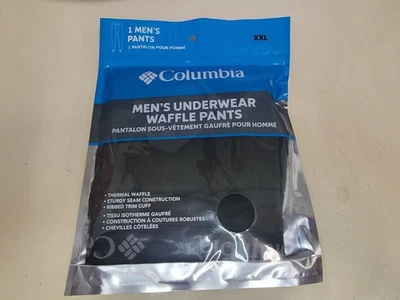 1 MEN'S
PANTS
1 PANTALON POUR HOMME
XXL
Columbia
MEN'S UNDERWEAR
WAFFLE PANTS
PANTALON SOUS-VÊTEMENT GAUFRÉ POUR HOMME
• THERMAL WAFFLE
• STURDY SEAM CONSTRUCTION
• RIBBED TRIM CUFF
• TISSU ISOTHERME GAUFRÉ
• CONSTRUCTION À COUTURES ROBUSTES
• CHEVILLES CÔTELÉES